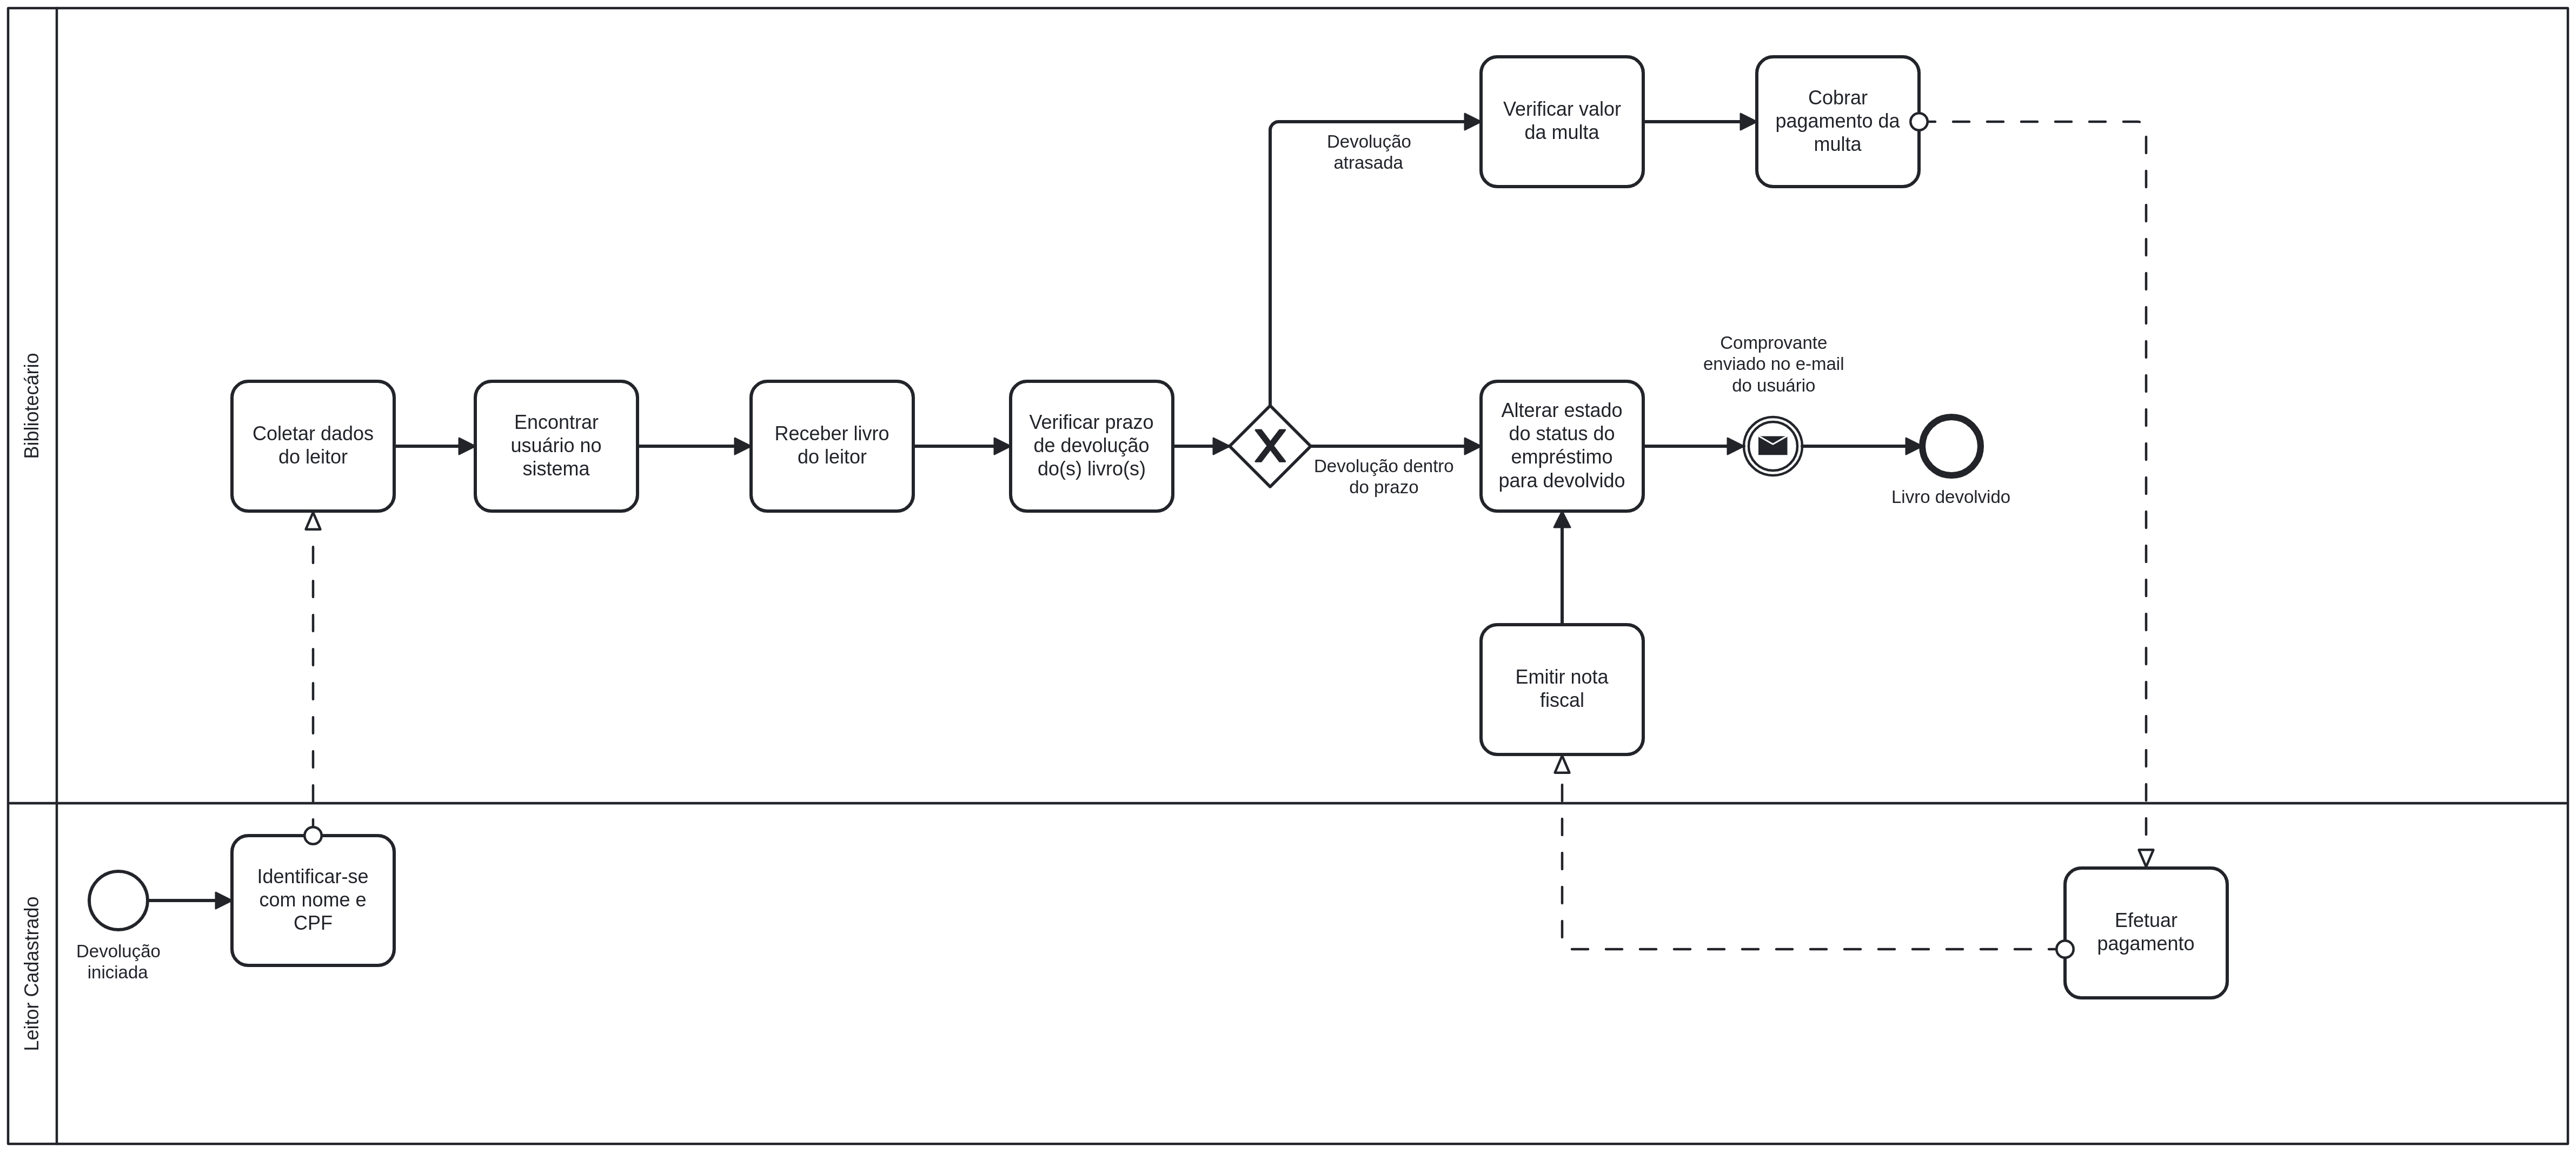 Bibliotecário
Verificar valor
da multa
Cobrar
pagamento da
multa
Devolução
atrasada
Comprovante
enviado no e-mail
do usuário
Coletar dados
do leitor
Encontrar
usuário no
sistema
Receber livro
do leitor
Verificar prazo
de devolução
do(s) livro(s)
X
Devolução dentro
do prazo
Alterar estado
do status do
empréstimo
para devolvido
Livro devolvido
Emitir nota
fiscal
Leitor Cadastrado
Devolução
iniciada
Identificar-se
com nome e
CPF
Efetuar
pagamento